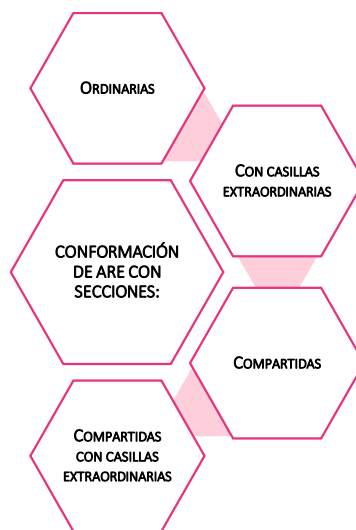 ORDINARIAS
CON CASILLAS
EXTRAORDINARIAS
CONFORMACIÓN
DE ARE CON
SECCIONES:
COMPARTIDAS
COMPARTIDAS
CON CASILLAS
EXTRAORDINARIAS